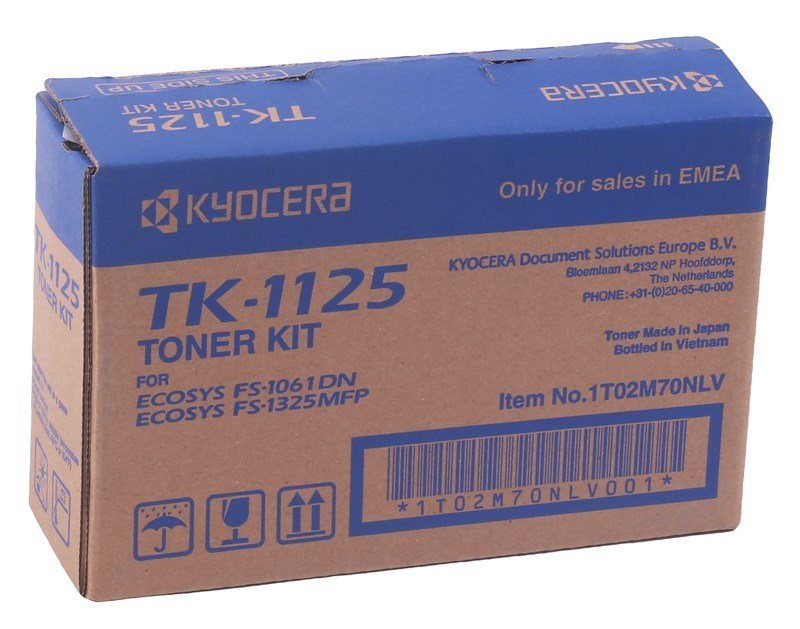 THIS SIDE UP
TK-1125
TONER KIT
KYOCERA
KYOCERA
Only for sales in EMEA
TK-1125
TONER KIT
TK-1125
TONER KIT
FOR
ECOSYS FS-1061DN
ECOSYS FS-1325MFP
KYOCERA Document Solutions Europe B.V.
Bloemlaan 4,2132 NP Hoofddorp,
The Netherlands
PHONE:+31-(0)20-65-40-000
Toner Made in Japan
Bottled in Vietnam
Item No.1T02M70NLV
*1T02M70NLV001*